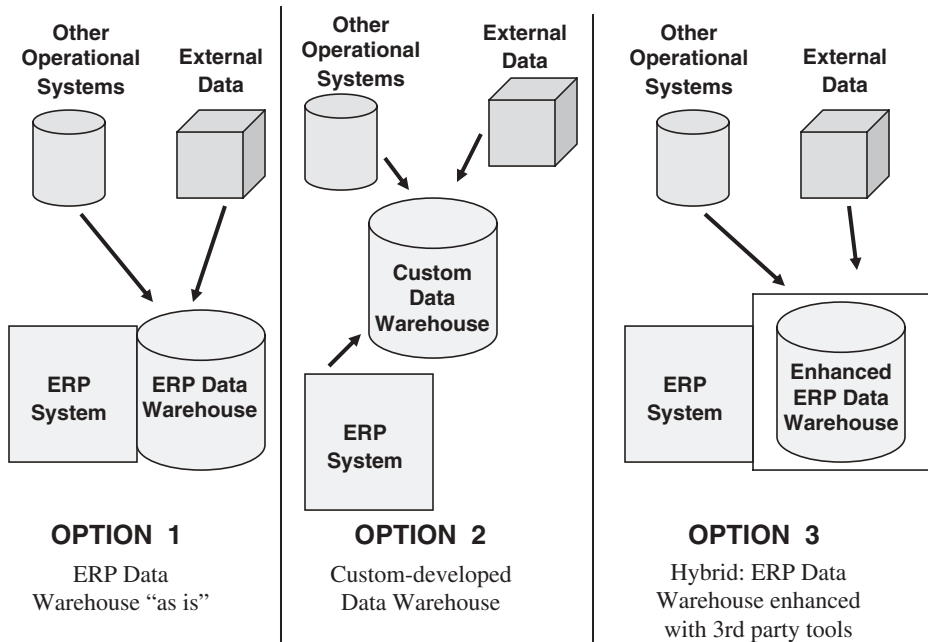 Other
Operational
Systems
External
Data
ERP
System
ERP Data
Warehouse
OPTION 1
ERP Data
Warehouse “as is”
Other
Operational
Systems
External
Data
Custom
Data
Warehouse
ERP
System
OPTION 2
Custom-developed
Data Warehouse
Other
Operational
Systems
External
Data
ERP
System
Enhanced
ERP Data
Warehouse
OPTION 3
Hybrid: ERP Data
Warehouse enhanced
with 3rd party tools